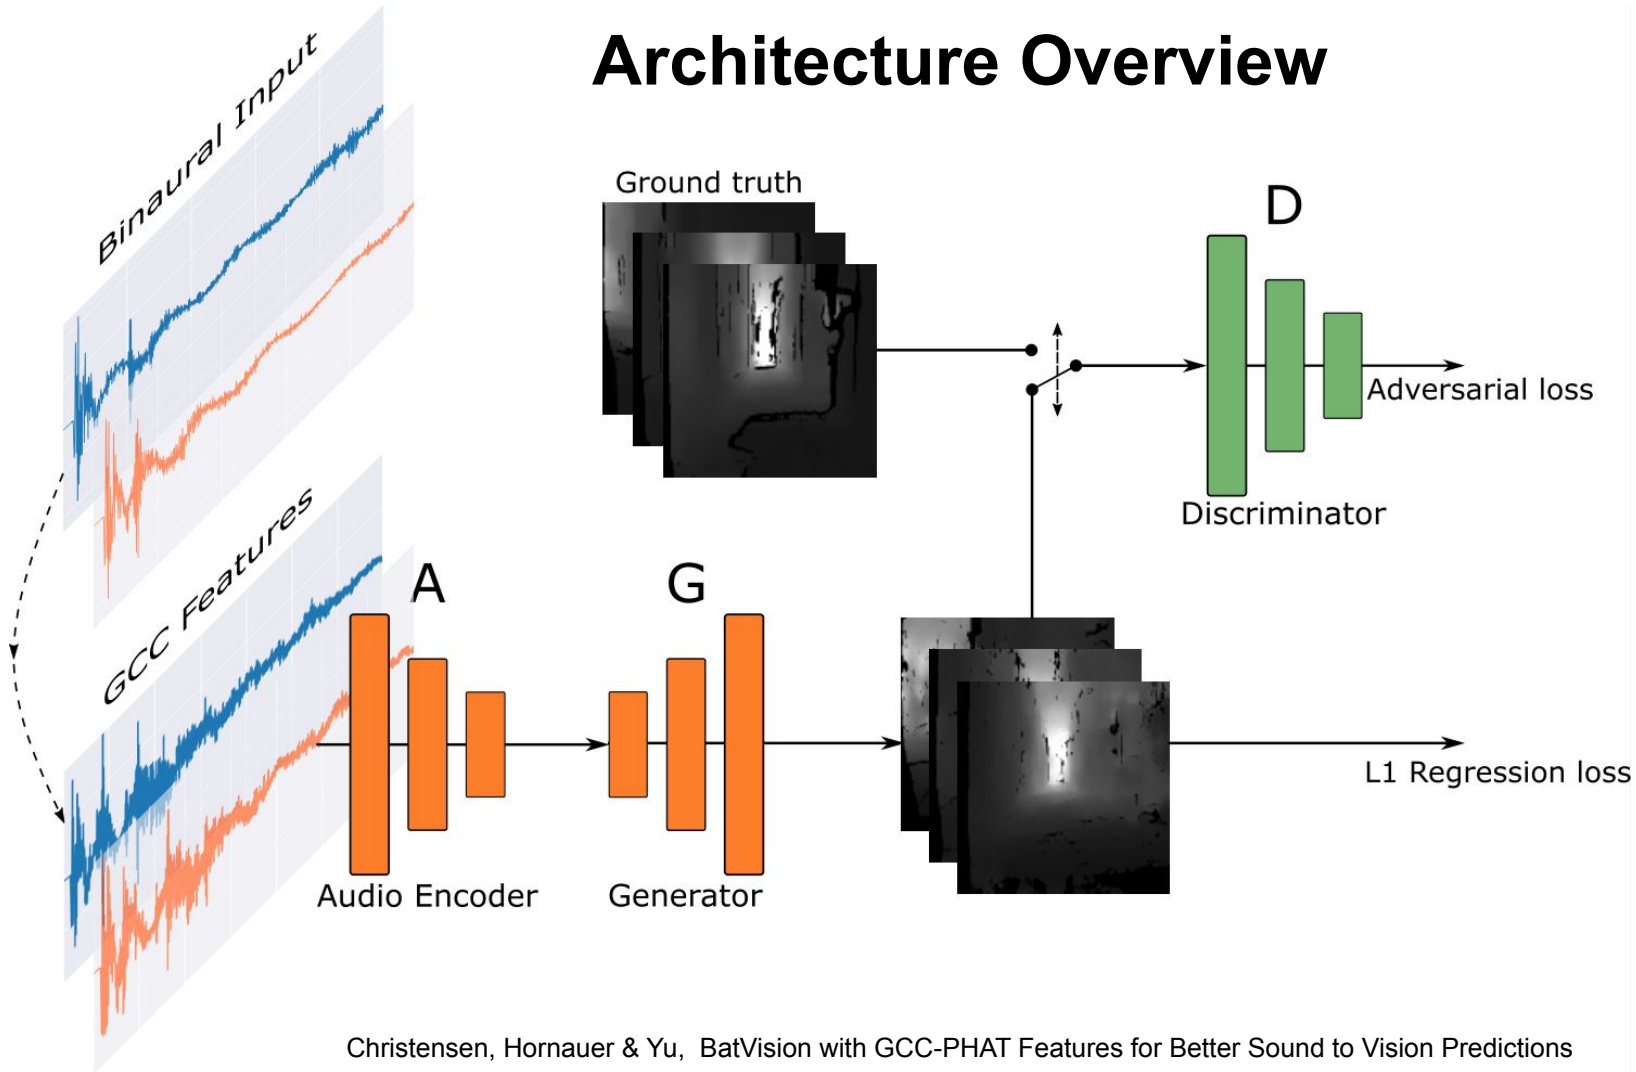 Architecture Overview
Binaural Input
Ground truth
D
Adversarial loss
Discriminator
GCC Features
A
G
L1 Regression loss
Audio Encoder
Generator
Christensen, Hornauer & Yu, BatVision with GCC-PHAT Features for Better Sound to Vision Predictions